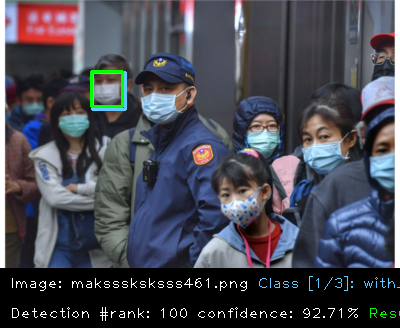 Image: maksssksksss461.png Class [1/3]: with_
Detection #rank: 100 confidence: 92.71% Res